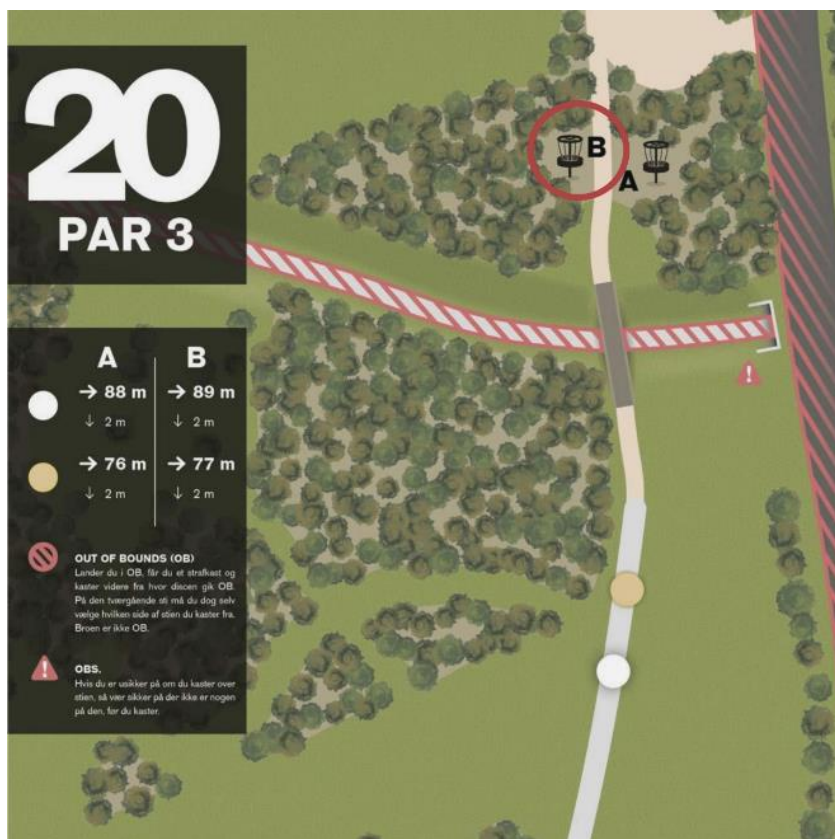 20
PAR 3
B
A
A B
→ 88 m → 89 m
↓ 2 m ↓ 2 m
→ 76 m → 77 m
↓ 2 m ↓ 2 m
OUT OF BOUNDS (OB)
Lander du i OB, får du et strafkast og
kaster videre fra hvor discen gik OB.
På den tværgående sti må du dog selv
vælge hvilken side af stien du kaster fra.
Broen er ikke OB.
!
!
OBS.
Hvis du er usikker på om du kaster over
stien, så vær sikker på der ikke er nogen
på den, før du kaster.